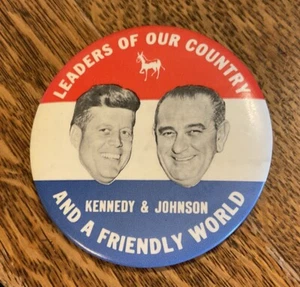 LEADERS OF OUR COUNTRY
KENNEDY & JOHNSON
AND A FRIENDLY WORLD